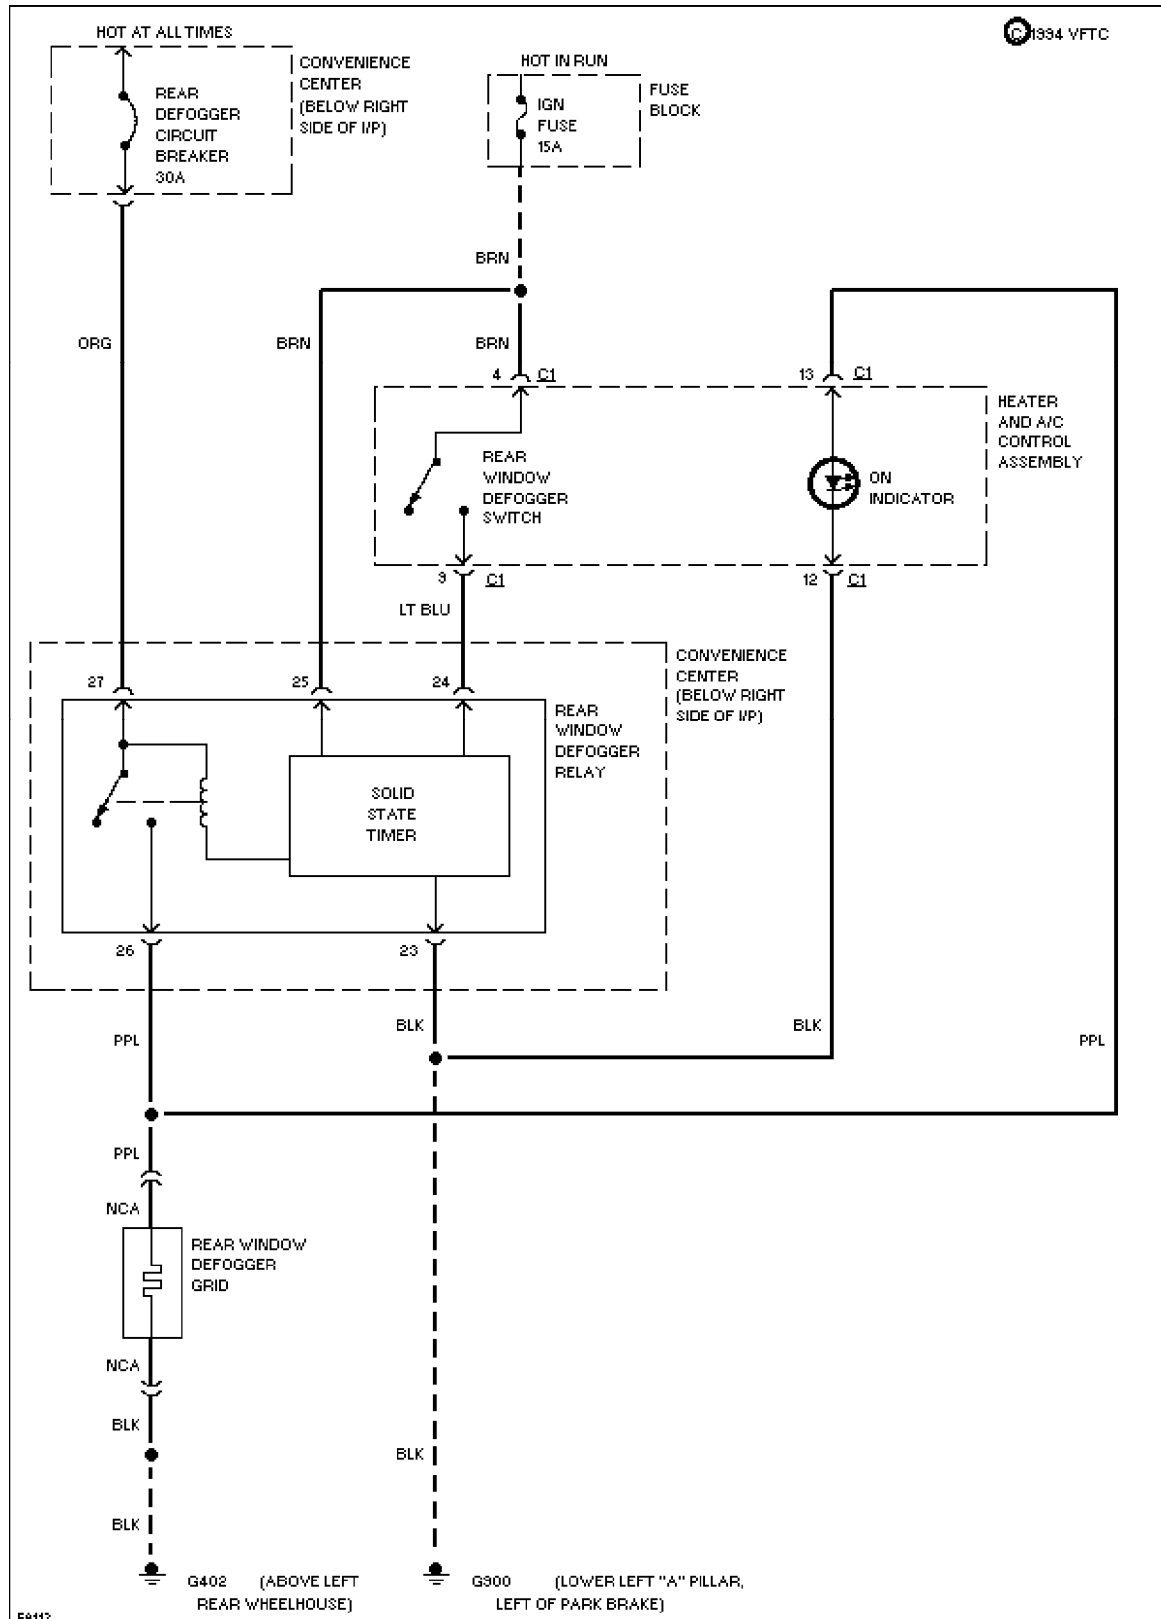 HOT AT ALL TIMES
© 1994 VFTC
CONVENIENCE
CENTER
(BELOW RIGHT
SIDE OF I/P)
REAR
DEFOGGER
CIRCUIT
BREAKER
30A
HOT IN RUN
IGN
FUSE
15A
FUSE
BLOCK
BRN
ORG
BRN
BRN
4 C1
13 C1
HEATER
AND A/C
CONTROL
ASSEMBLY
REAR
WINDOW
DEFOGGER
SWITCH
ON
INDICATOR
9 C1
12 C1
LT BLU
CONVENIENCE
CENTER
(BELOW RIGHT
SIDE OF I/P)
27
25
24
REAR
WINDOW
DEFOGGER
RELAY
SOLID
STATE
TIMER
26
23
BLK
BLK
PPL
PPL
PPL
NCA
REAR WINDOW
DEFOGGER
GRID
NCA
BLK
BLK
BLK
G402 (ABOVE LEFT
REAR WHEELHOUSE)
G300 (LOWER LEFT "A" PILLAR,
LEFT OF PARK BRAKE)